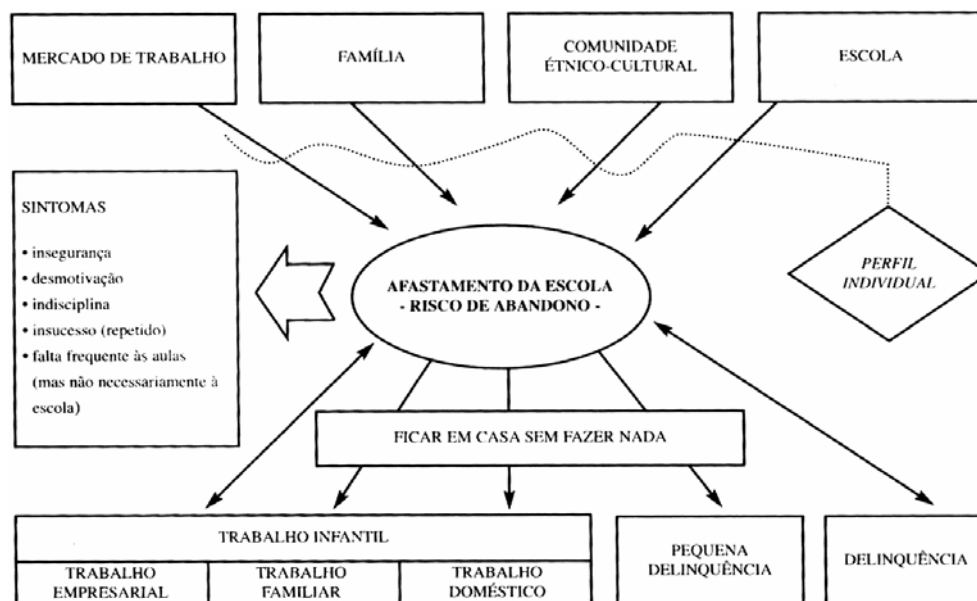 MERCADO DE TRABALHO
FAMÍLIA
COMUNIDADE
ÉTNICO-CULTURAL
ESCOLA
SINTOMAS
• insegurança
• desmotivação
• indisciplina
• insucesso (repetido)
• falta frequente às aulas
(mas não necessariamente à
escola)
AFASTAMENTO DA ESCOLA
- RISCO DE ABANDONO -
PERFIL
INDIVIDUAL
FICAR EM CASA SEM FAZER NADA
TRABALHO INFANTIL
TRABALHO
EMPRESARIAL
TRABALHO
FAMILIAR
TRABALHO
DOMÉSTICO
PEQUENA
DELINQUÊNCIA
DELINQUÊNCIA